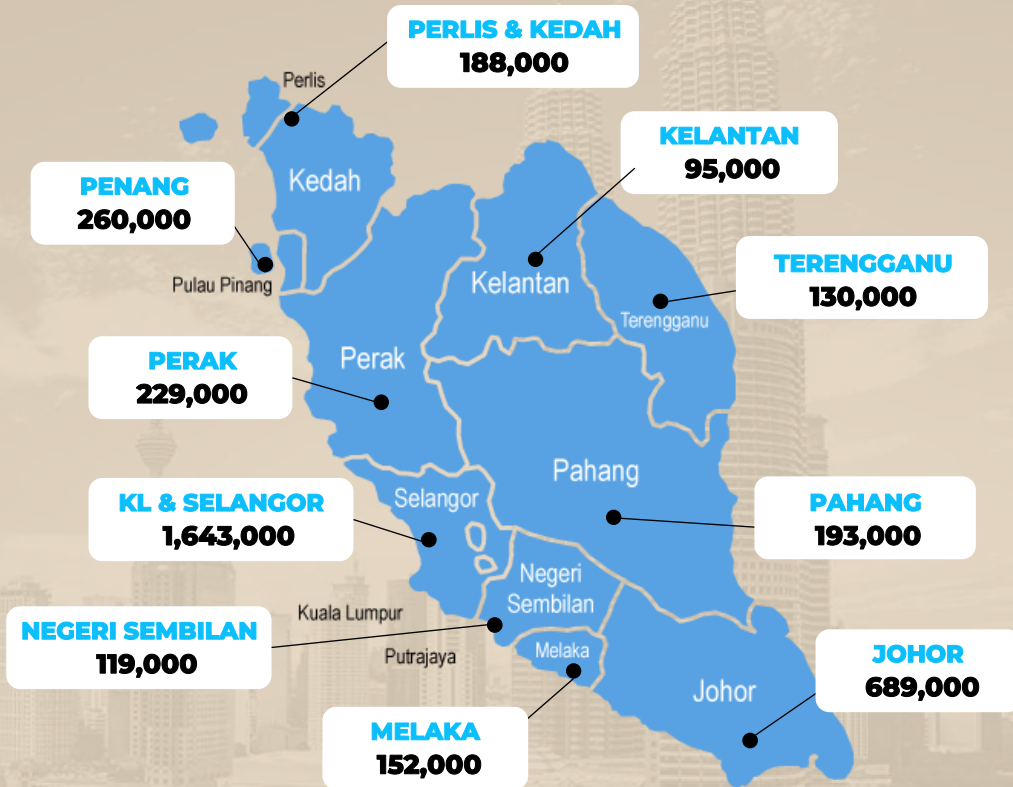 PERLIS & KEDAH
188,000
Perlis
KELANTAN
95,000
Kedah
PENANG
260,000
TERENGGANU
130,000
Pulau Pinang
Kelantan
Terengganu
PERAK
229,000
Perak
Pahang
KL & SELANGOR
1,643,000
Selangor
PAHANG
193,000
Negeri
Sembilan
Kuala Lumpur
NEGERI SEMBILAN
119,000
Putrajaya
Melaka
JOHOR
689,000
Johor
MELAKA
152,000